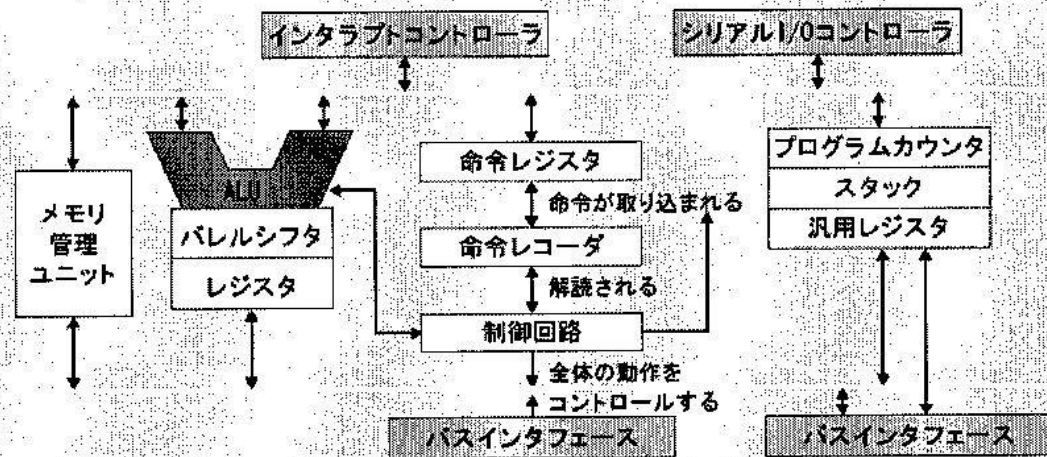 インタラプトコントローラ
シリアルI/Oコントローラ
メモリ
管理
ユニット
ALU
バレルシフタ
レジスタ
命令レジスタ
命令が取り込まれる
命令レコーダ
解読される
制御回路
全体の動作を
コントロールする
バスインタフェース
プログラムカウンタ
スタック
汎用レジスタ
バスインタフェース